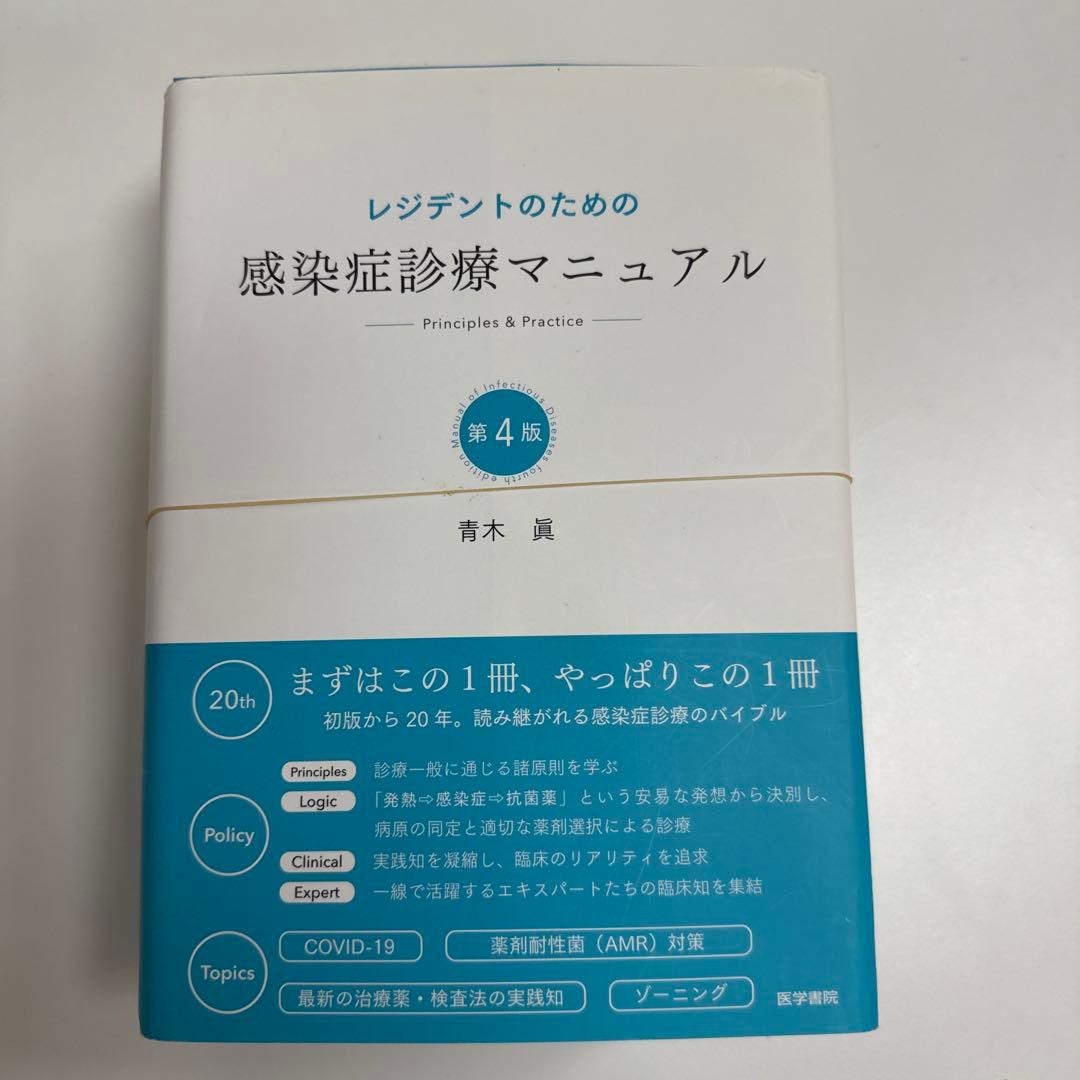 レジデントのための
感染症診療マニュアル
Principles & Practice
Manual of Infectious Diseases fourth edition
第4版
青木 眞
20th
まずはこの1冊、やっぱりこの1冊
初版から20年。読み継がれる感染症診療のバイブル
Policy
Principles 診療一般に通じる諸原則を学ぶ
Logic 「発熱⇨感染症⇨抗菌薬」という安易な発想から決別し、
病原の同定と適切な薬剤選択による診療
Clinical 実践知を凝縮し、臨床のリアリティを追求
Expert 一線で活躍するエキスパートたちの臨床知を集結
Topics
COVID-19 薬剤耐性菌（AMR）対策
最新の治療薬・検査法の実践知 ゾーニング
医学書院